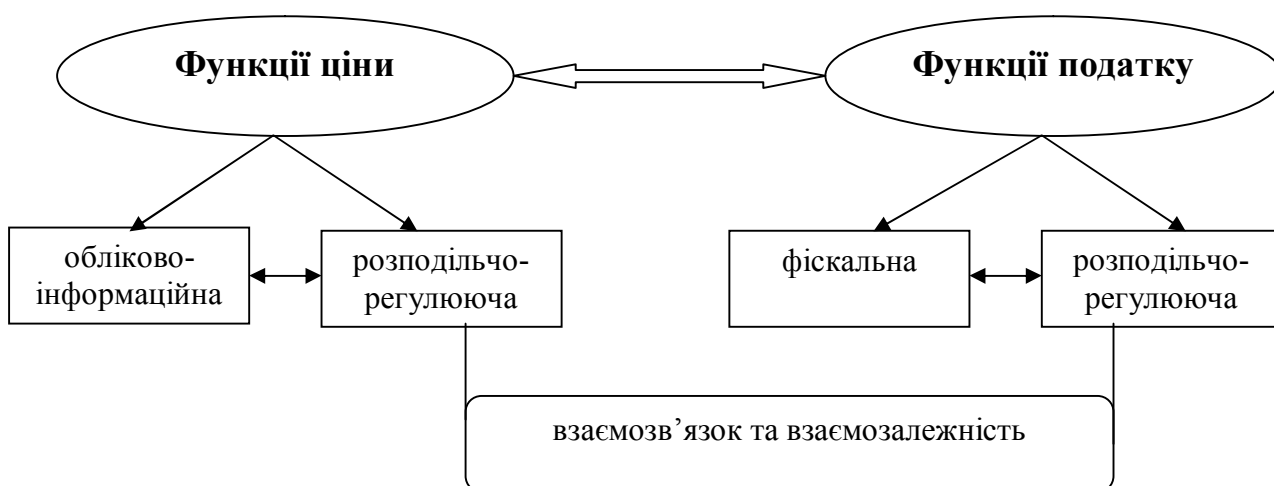 Функції ціни
Функції податку
обліково-
інформаційна
розподільчо-
регулююча
фіскальна
розподільчо-
регулююча
взаємозв’язок та взаємозалежність